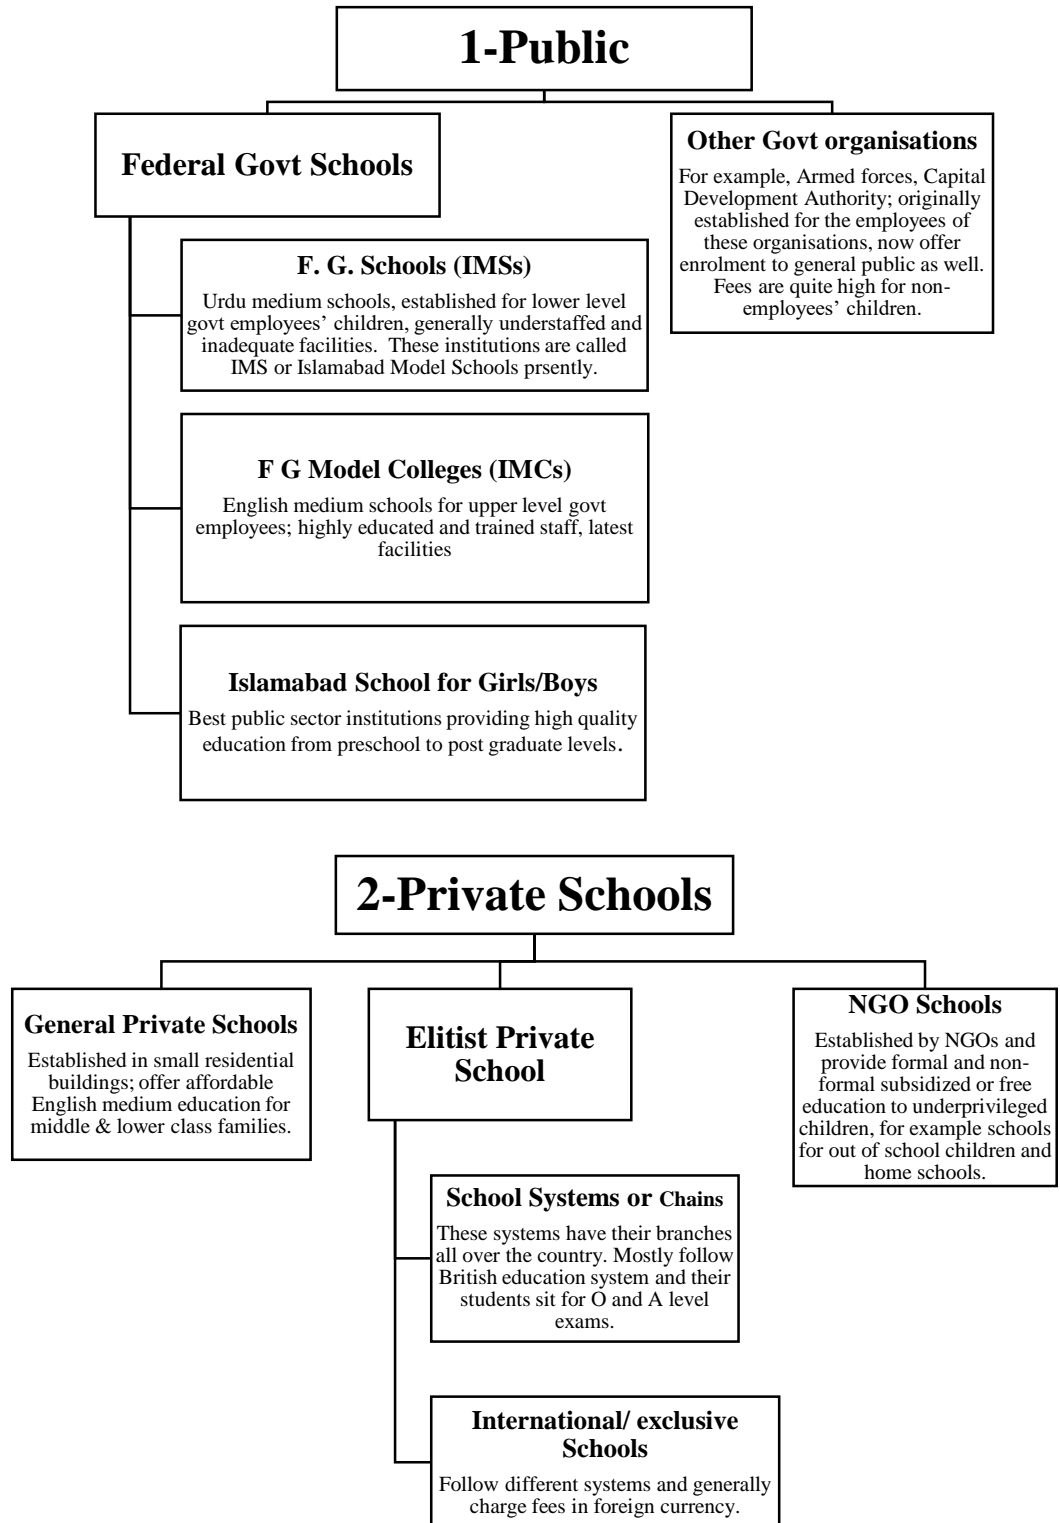 1-Public
Federal Govt Schools
Other Govt organisations
For example, Armed forces, Capital
Development Authority; originally
established for the employees of
these organisations, now offer
enrolment to general public as well.
Fees are quite high for non-
employees’ children.
F. G. Schools (IMSs)
Urdu medium schools, established for lower level
govt employees’ children, generally understaffed and
inadequate facilities.  These institutions are called
IMS or Islamabad Model Schools prsently.
F G Model Colleges (IMCs)
English medium schools for upper level govt
employees; highly educated and trained staff, latest
facilities
Islamabad School for Girls/Boys
Best public sector institutions providing high quality
education from preschool to post graduate levels.
2-Private Schools
General Private Schools
Established in small residential
buildings; offer affordable
English medium education for
middle & lower class families.
Elitist Private
School
NGO Schools
Established by NGOs and
provide formal and non-
formal subsidized or free
education to underprivileged
children, for example schools
for out of school children and
home schools.
School Systems or Chains
These systems have their branches
all over the country. Mostly follow
British education system and their
students sit for O and A level
exams.
International/ exclusive
Schools
Follow different systems and generally
charge fees in foreign currency.